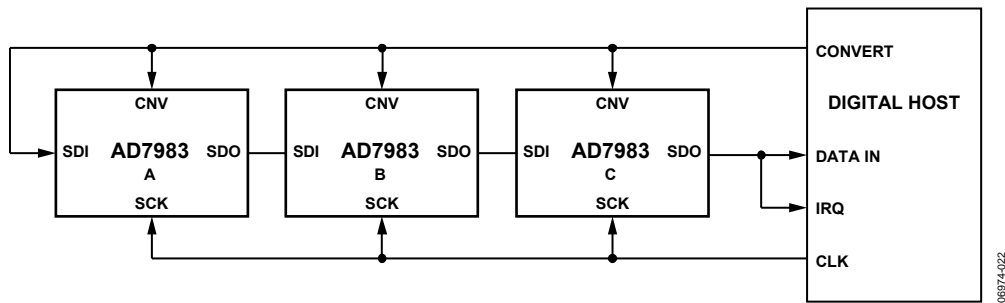 CONVERT
CNV CNV CNV DIGITAL HOST
SDI AD7983 SDO SDI AD7983 SDO SDI AD7983 SDO DATA IN
A B C
SCK SCK SCK IRQ
CLK
06974-022